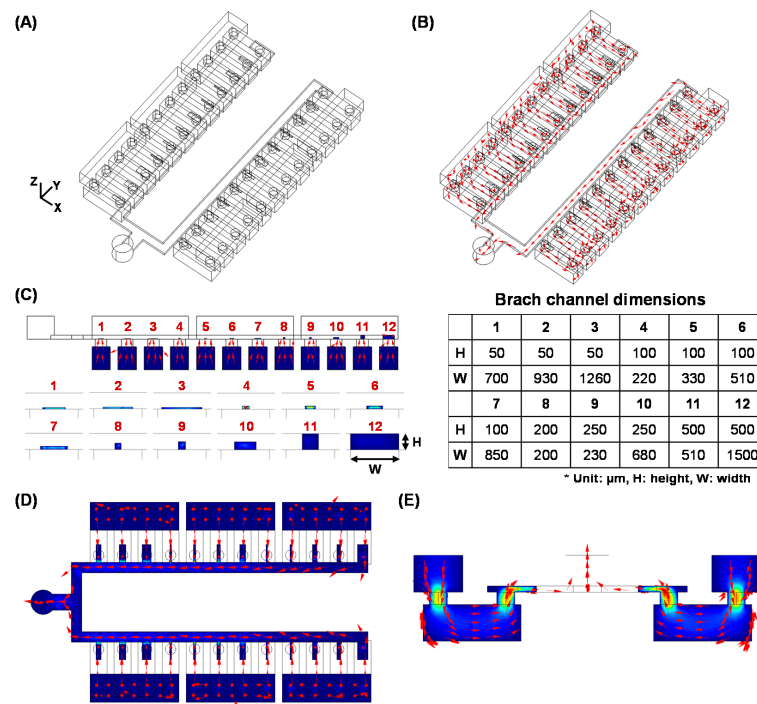 (A)
(B)
Z
Y
X
(C)
1 2 3 4 5 6 7 8 9 10 11 12
1 2 3 4 5 6
7 8 9 10 11 12
H
W
Brach channel dimensions
1 2 3 4 5 6
H 50 50 50 100 100 100
W 700 930 1260 220 330 510
7 8 9 10 11 12
H 100 200 250 250 500 500
W 850 200 230 680 510 1500
* Unit: µm, H: height, W: width
(D)
(E)